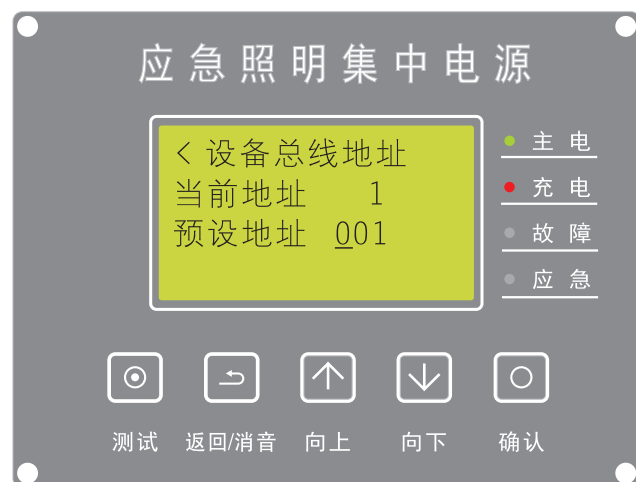 应急照明集中电源
< 设备总线地址
当前地址 1
预设地址 001
主电
充电
故障
应急
测试 返回/消音 向上 向下 确认